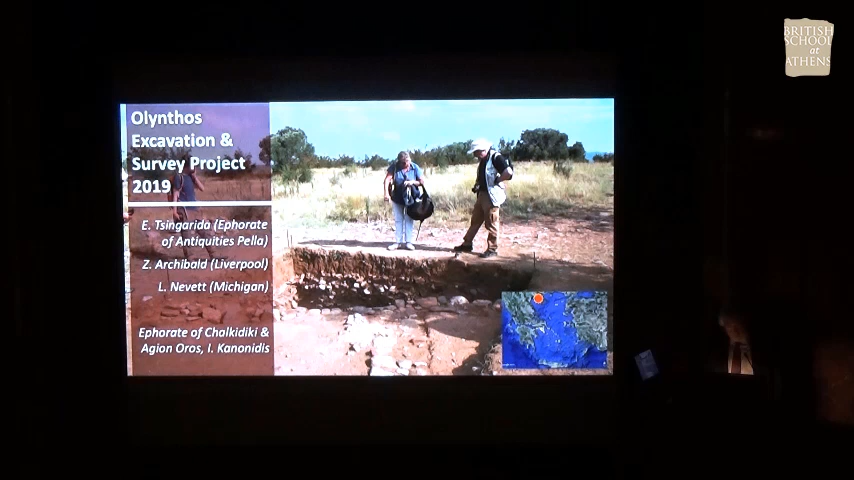 BRITISH
SCHOOL
at
ATHENS
Olynthos
Excavation &
Survey Project
2019
E. Tsingarida (Ephorate
of Antiquities Pella)
Z. Archibald (Liverpool)
L. Nevett (Michigan)
Ephorate of Chalkidiki &
Agion Oros, I. Kanonidis